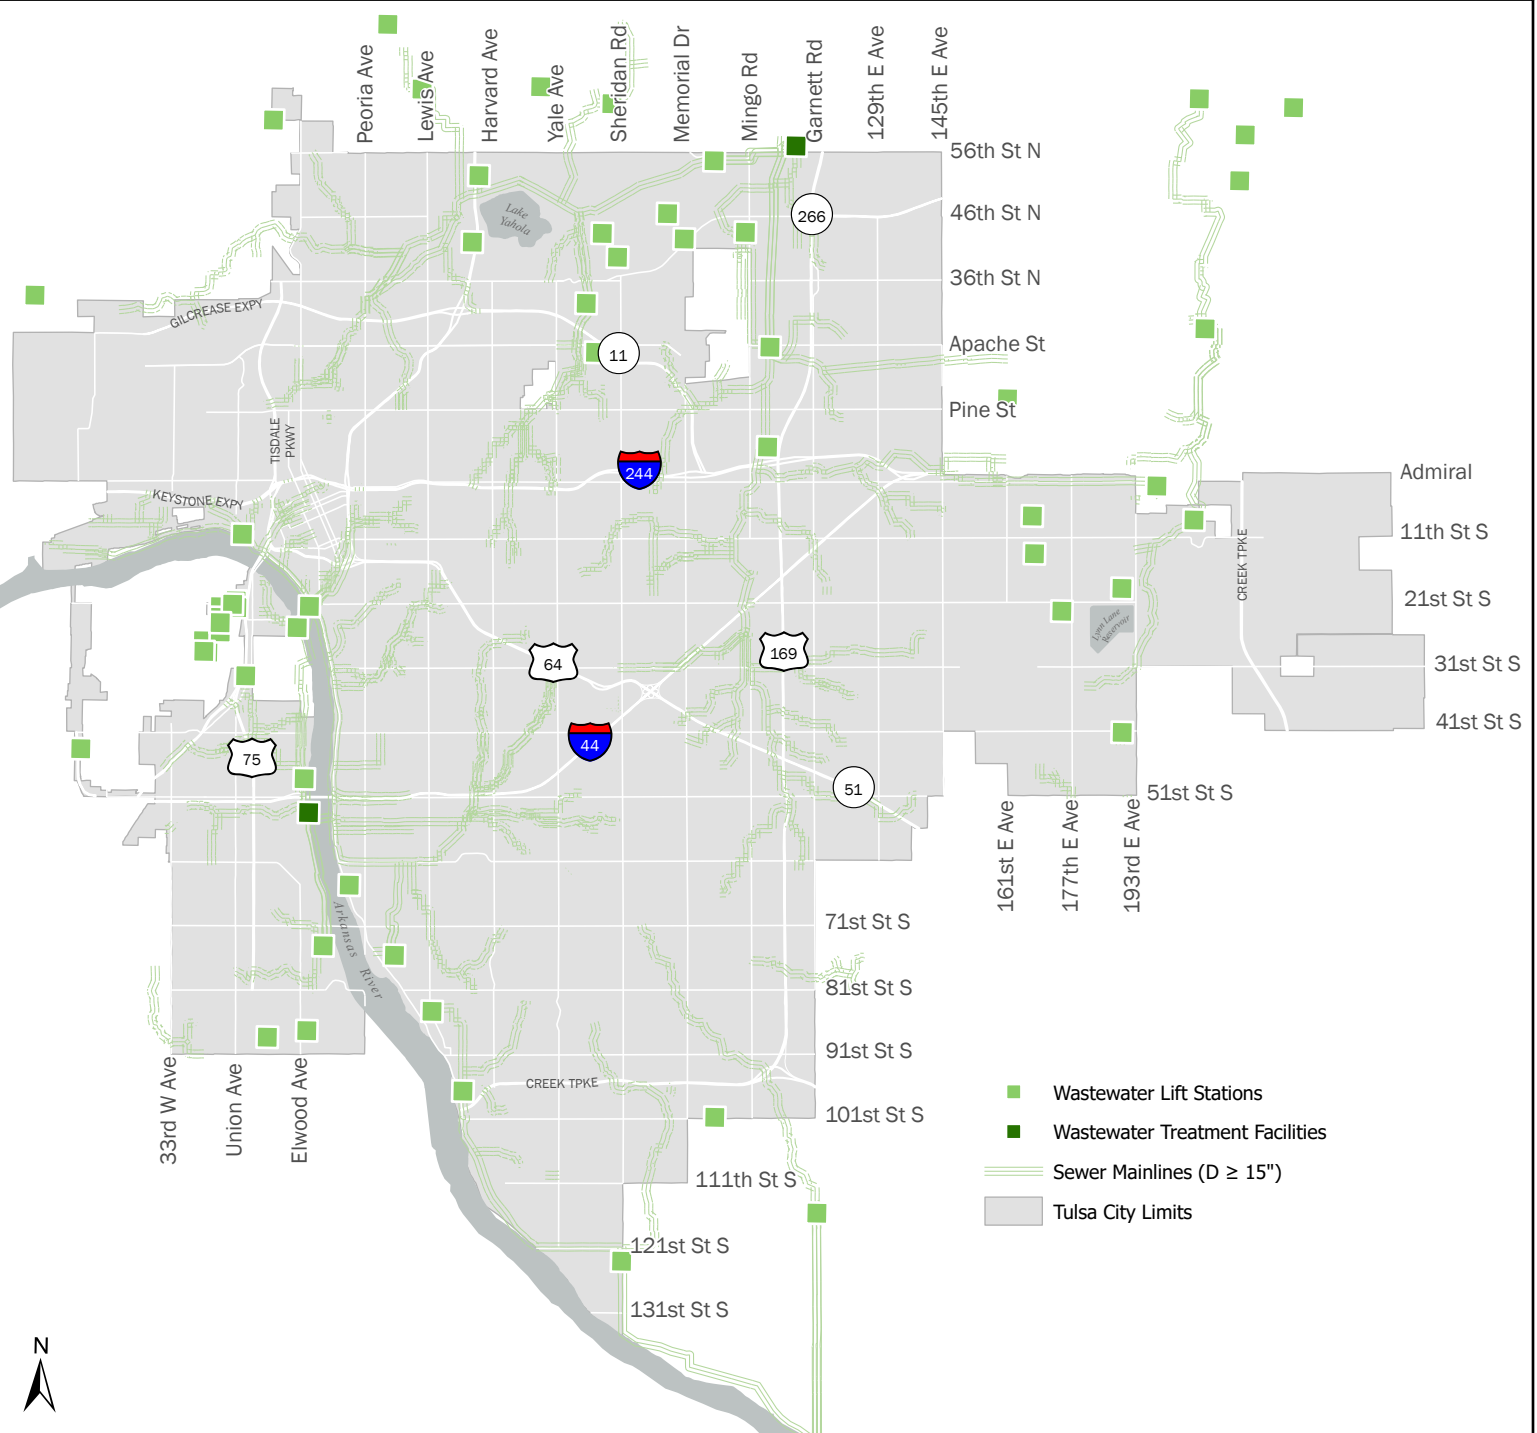 Peoria Ave
Lewis Ave
Harvard Ave
Yale Ave
Sheridan Rd
Memorial Dr
Mingo Rd
Garnett Rd
129th E Ave
145th E Ave
56th St N
46th St N
36th St N
Apache St
Pine St
Admiral
11th St S
21st St S
31st St S
41st St S
51st St S
161st E Ave
177th E Ave
193rd E Ave
71st St S
81st St S
91st St S
101st St S
111th St S
121st St S
131st St S
33rd W Ave
Union Ave
Elwood Ave
Lake
Yahola
266
GILCREASE EXPY
11
TISDALE
PKWY
244
KEYSTONE EXPY
CREEK TPKE
Lynn Lane
Reservoir
64
169
75
44
51
Arkansas River
CREEK TPKE
Wastewater Lift Stations
Wastewater Treatment Facilities
Sewer Mainlines (D ≥ 15")
Tulsa City Limits
N